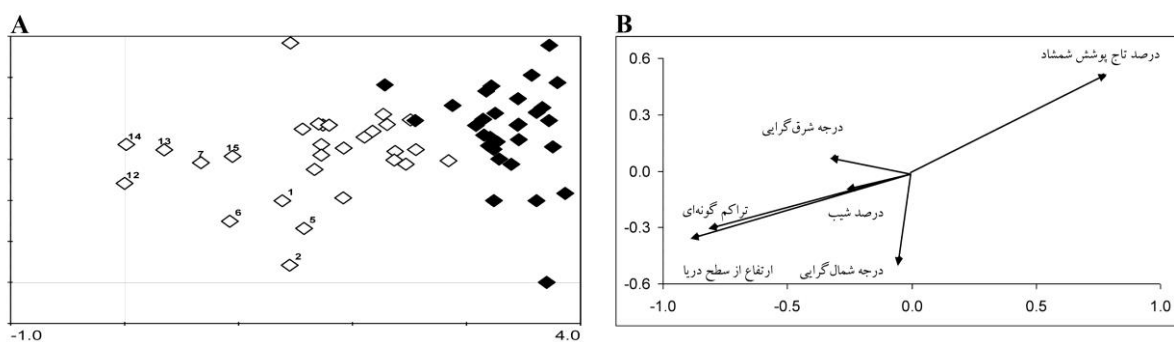 A
14
13
7
15
12
1
6
5
2
-1.0
4.0
B
0.6
0.3
0.0
-0.3
-0.6
-1.0
-0.5
0.0
0.5
1.0
درصد تاج پوشش شمشاد
درجه شرق‌گرایی
درصد شیب
تراکم گونه‌ای
ارتفاع از سطح دریا
درجه شمال‌گرایی